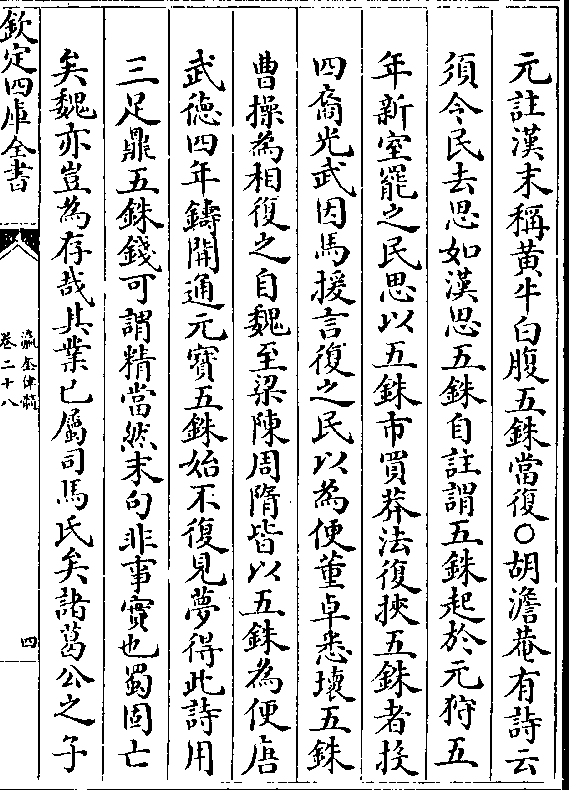 元註漢末稱黃牛白腹五銖當復○胡澹菴有詩云
須令民去思如漢思五銖自註謂五銖起於元狩五
年新室罷之民思以五銖市買莽法復挾五銖者投
四裔光武因馬援言復之民以為便董卓悉壞五銖
曹操為相復之自魏至梁陳周隋皆以五銖為便唐
武徳四年鑄開通元寳五銖始不復見夢得此詩用
三足鼎五銖錢可謂精當然末句非事實也蜀固亡
矣魏亦豈為存哉其業已屬司馬氏矣諸葛公之子
欽定四庫全書
瀛奎律髓
卷二十八
四